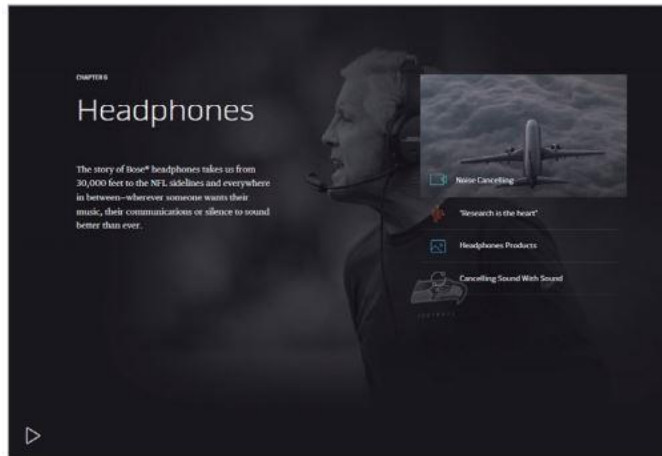 CHAPTER 6
Headphones
The story of Bose® headphones takes us from
30,000 feet to the NFL sidelines and everywhere
in between—wherever someone wants their
music, their communications or silence to sound
better than ever.
Noise Cancelling
"Research is the heart"
Headphones Products
Cancelling Sound With Sound